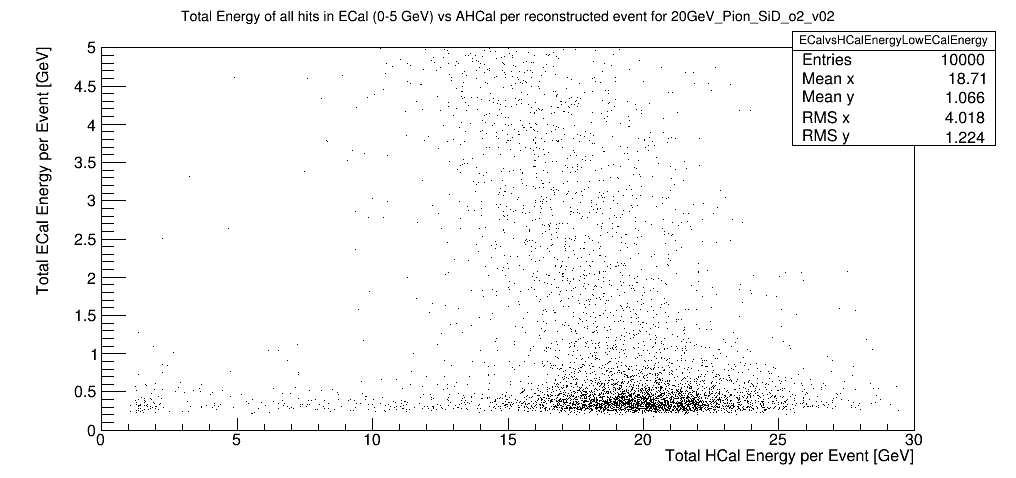 Total Energy of all hits in ECal (0-5 GeV) vs AHCal per reconstructed event for 20GeV_Pion_SiD_o2_v02
ECalvsHCalEnergyLowECalEnergy
Entries 10000
Mean x 18.71
Mean y 1.066
RMS x 4.018
RMS y 1.224
Total ECal Energy per Event [GeV]
5
4.5
4
3.5
3
2.5
2
1.5
1
0.5
0
0 5 10 15 20 25 30
Total HCal Energy per Event [GeV]